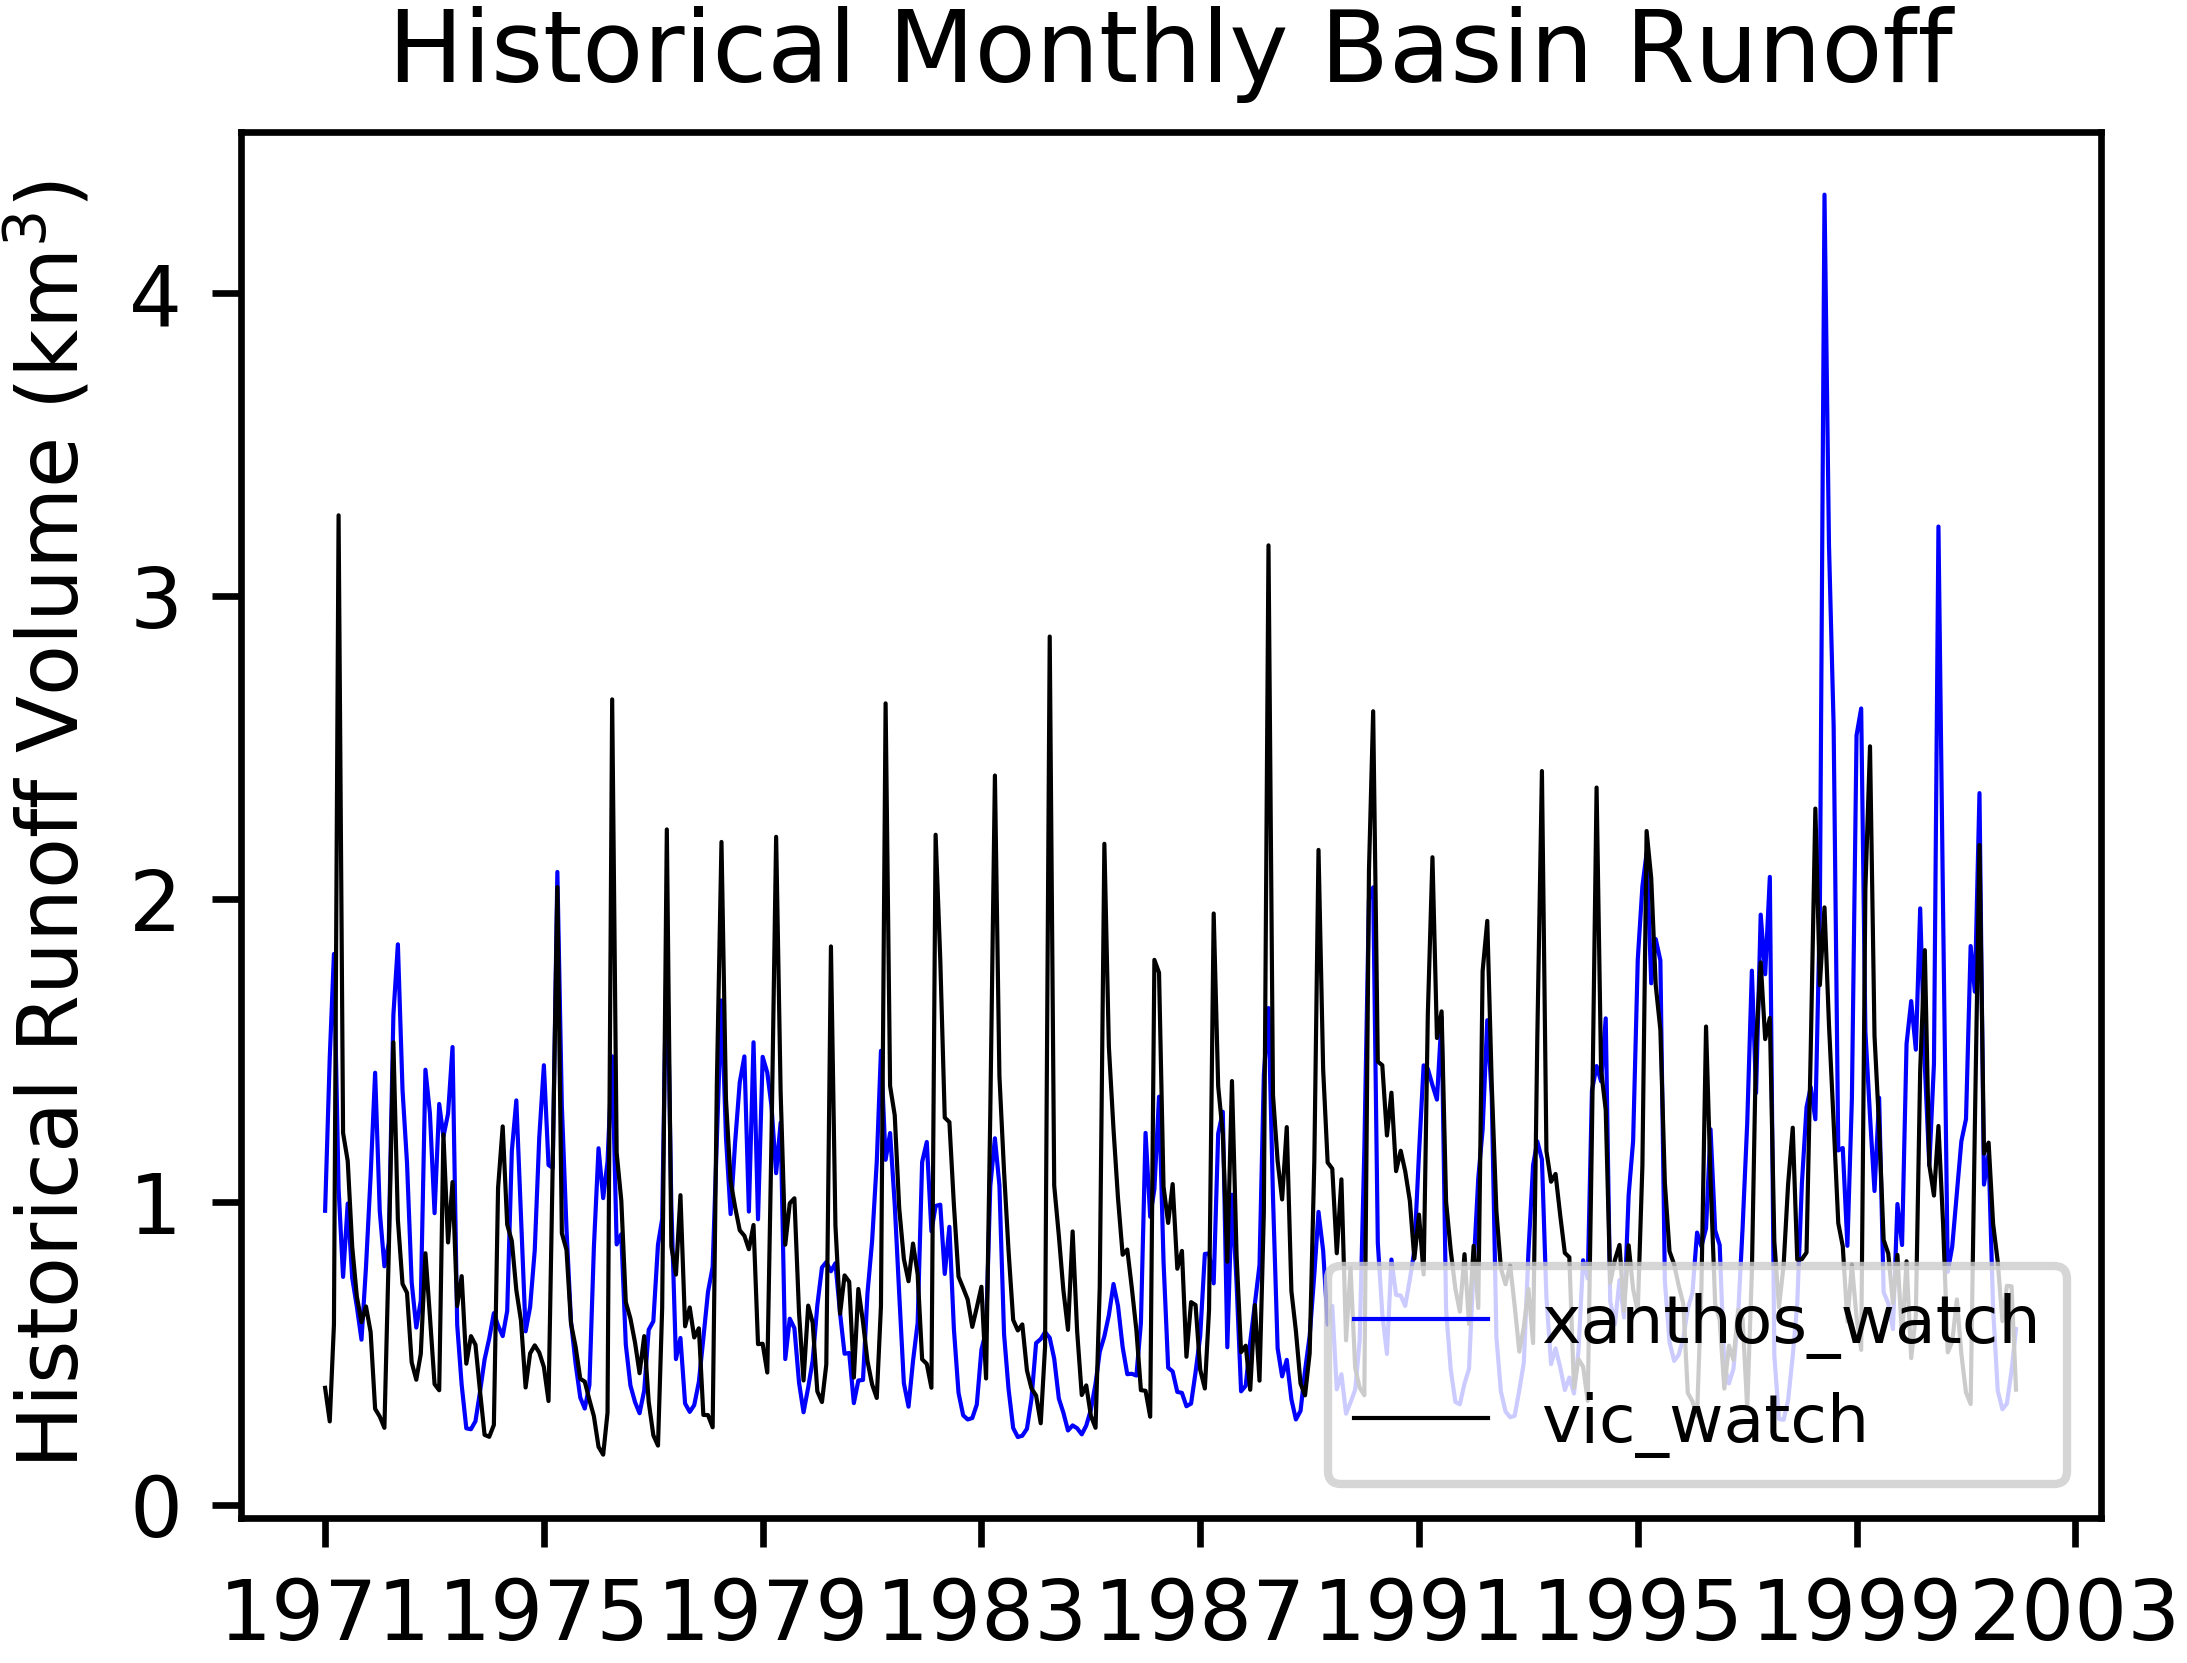 Historical Monthly Basin Runoff
Historical Runoff Volume (km³)
4
3
2
1
0
xanthos_watch
vic_watch
1971 1975 1979 1983 1987 1991 1995 1999 2003